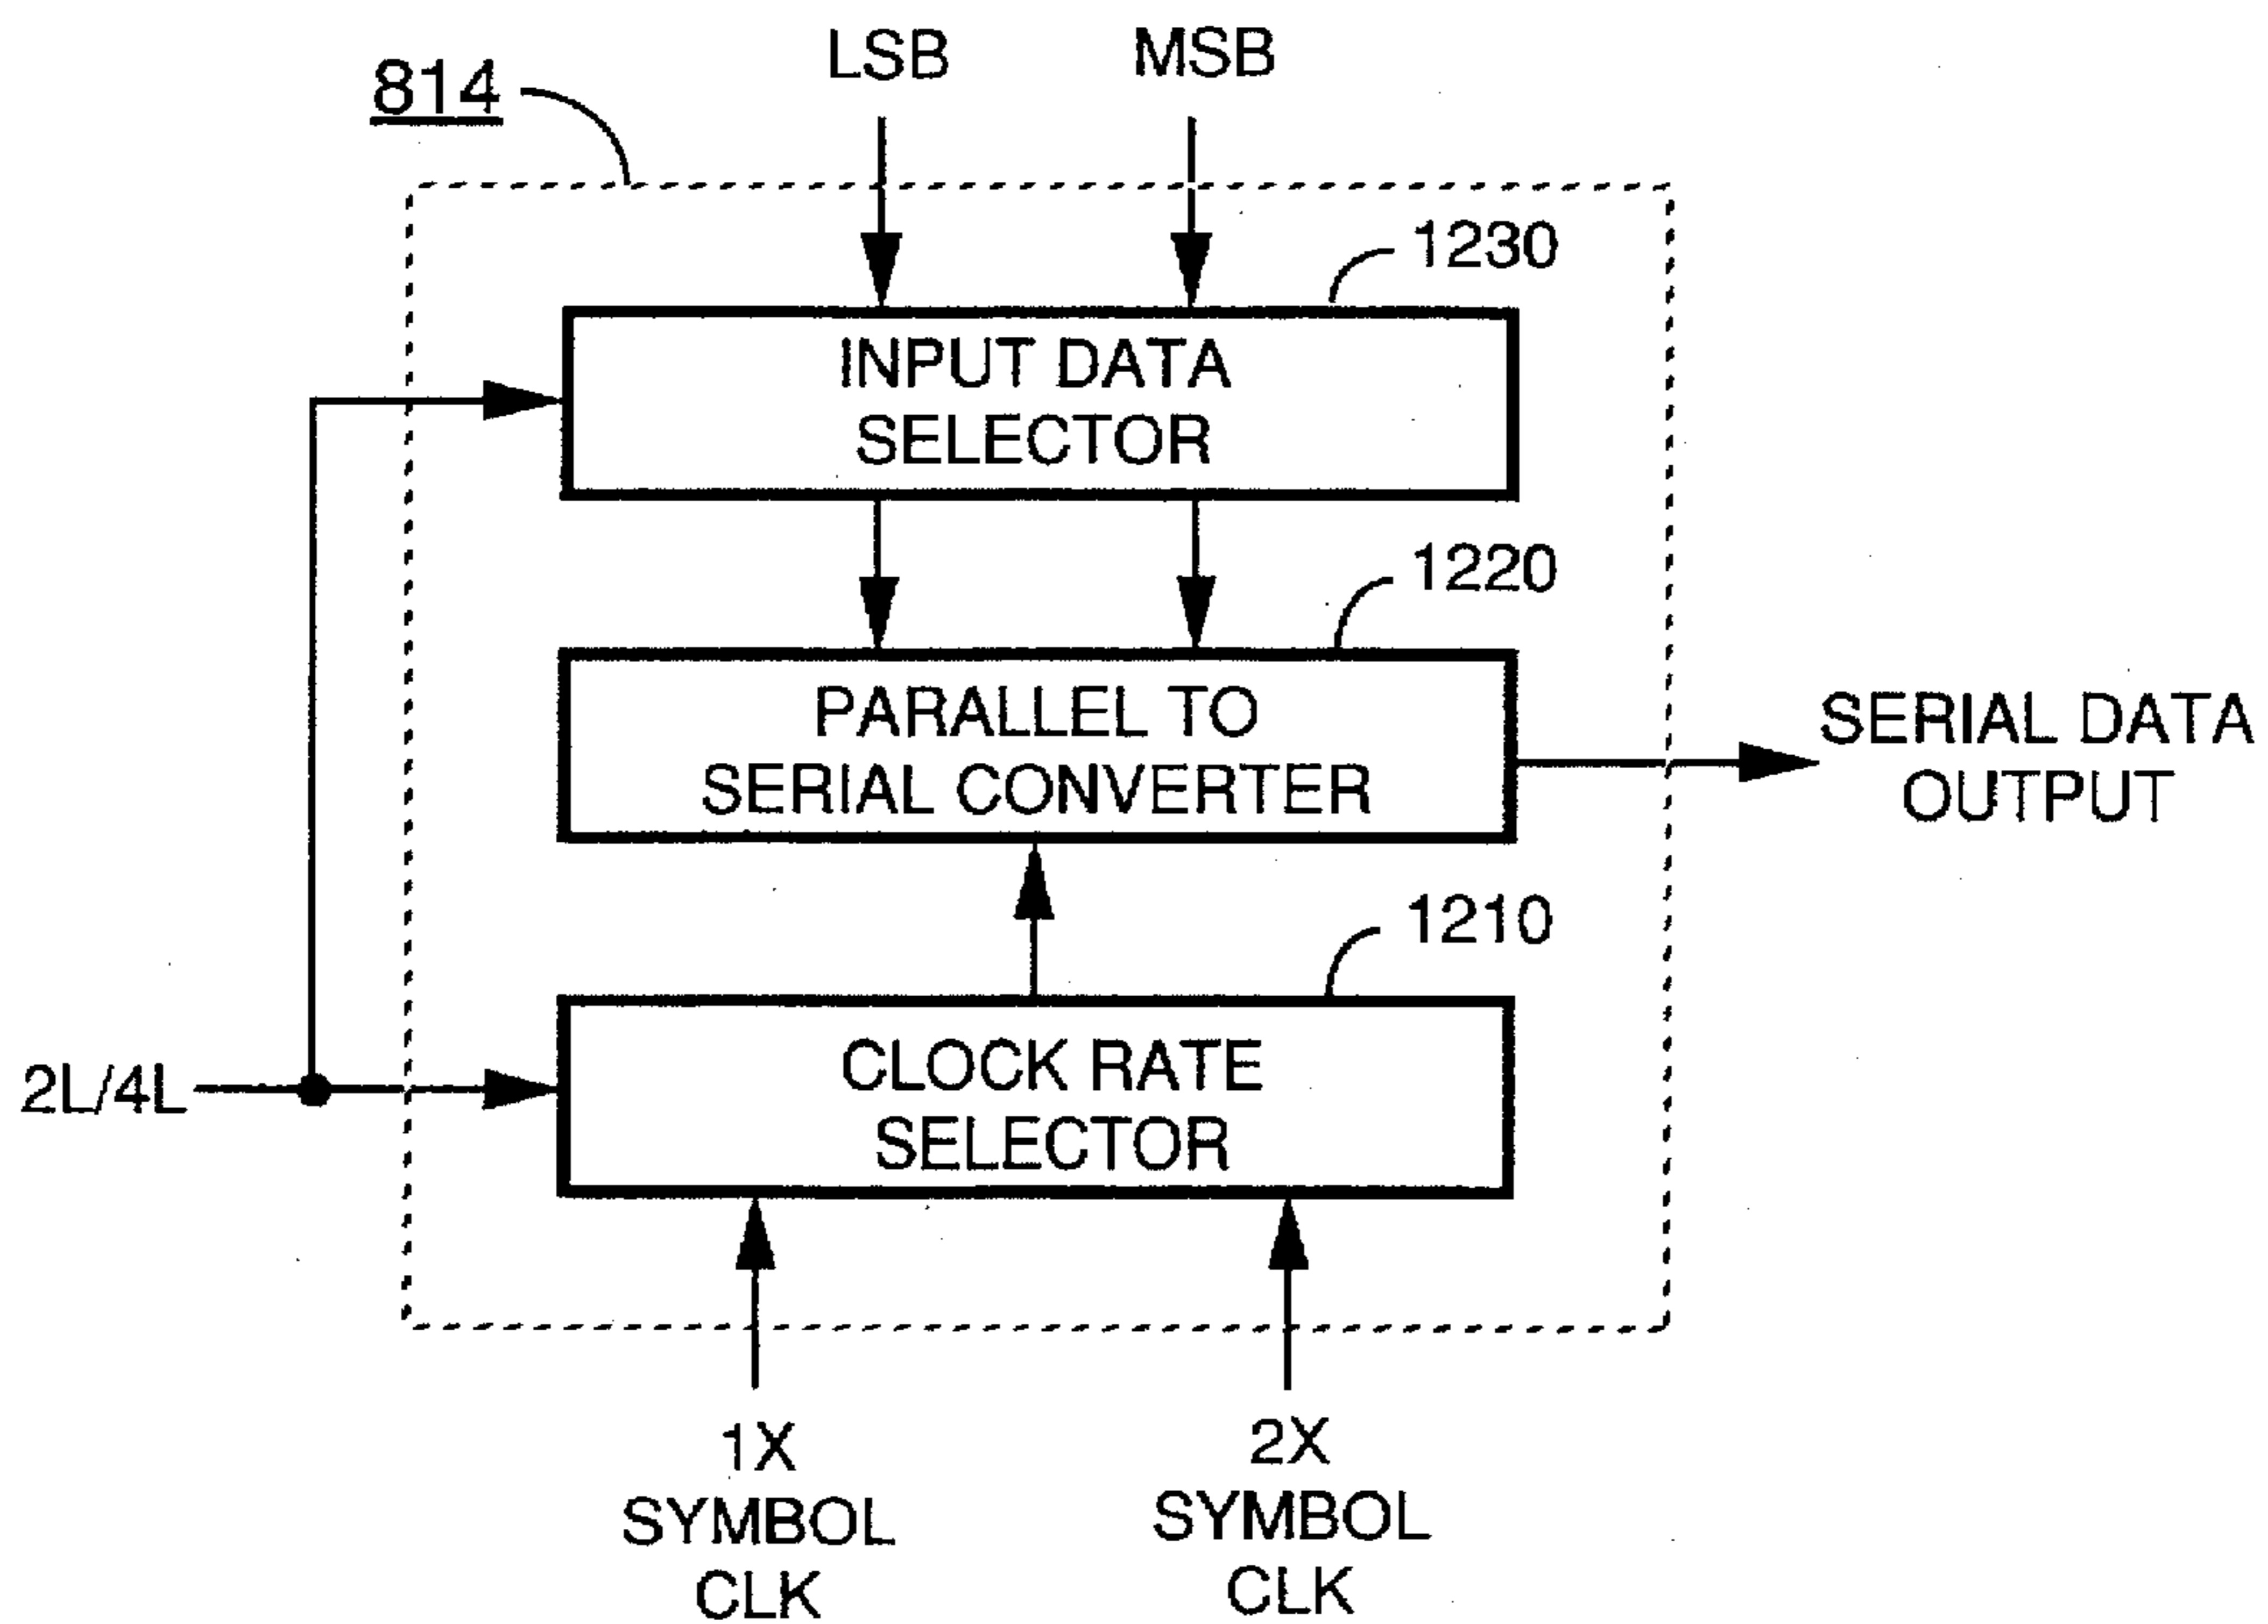 LSB MSB
814
1230
INPUT DATA
SELECTOR
1220
PARALLEL TO
SERIAL CONVERTER
SERIAL DATA
OUTPUT
1210
CLOCK RATE
SELECTOR
2L/4L
1X
SYMBOL
CLK
2X
SYMBOL
CLK